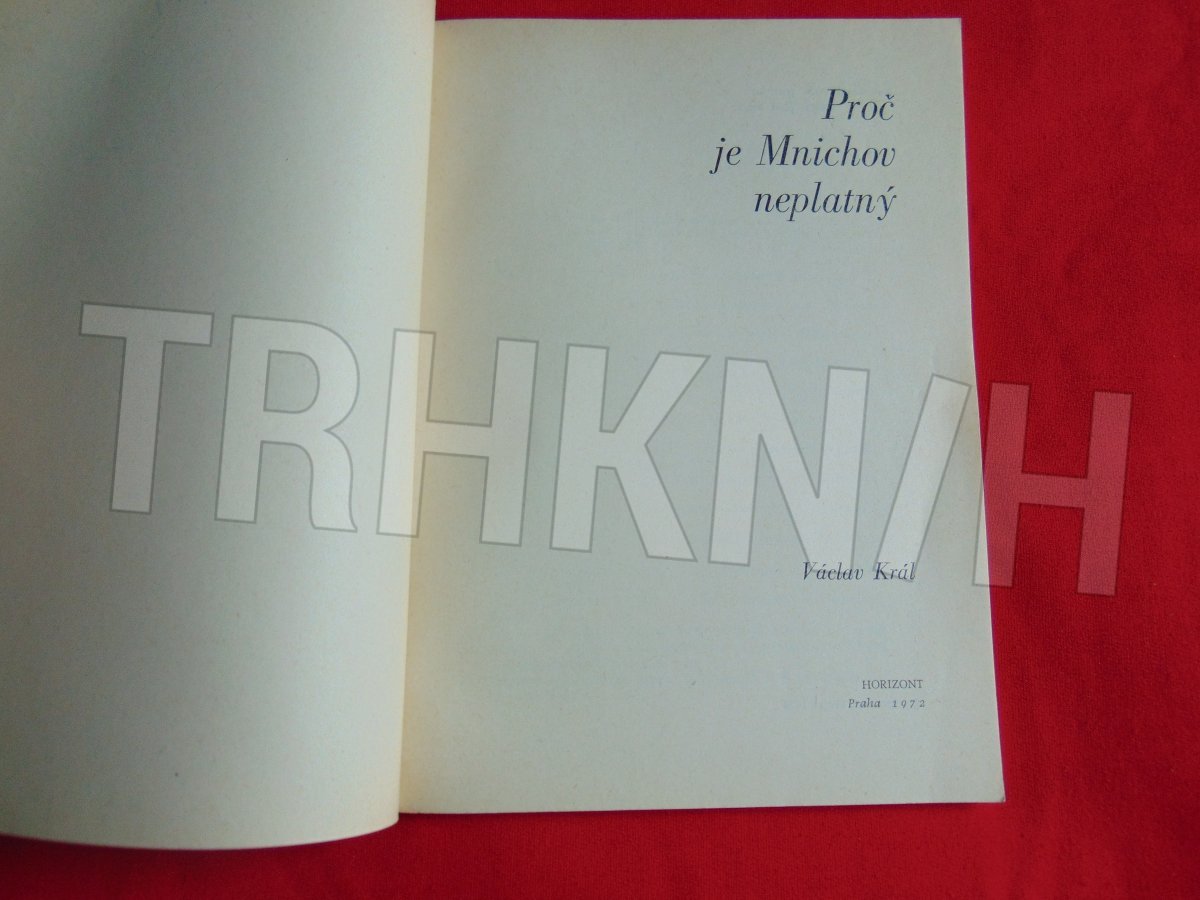 Proč
je Mnichov
neplatný
TRHKNIH
Václav Král
HORIZONT
Praha 1972